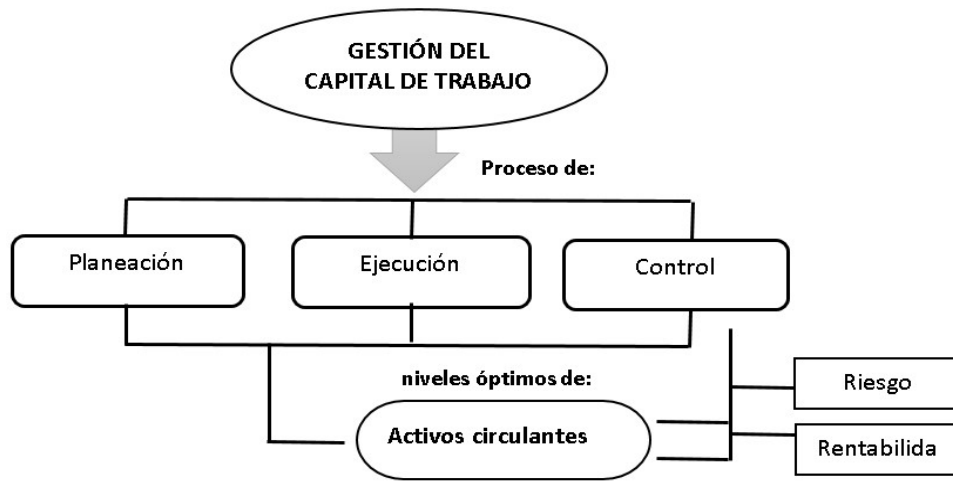 GESTIÓN DEL
CAPITAL DE TRABAJO
Proceso de:
Planeación
Ejecución
Control
niveles óptimos de:
Activos circulantes
Riesgo
Rentabilida